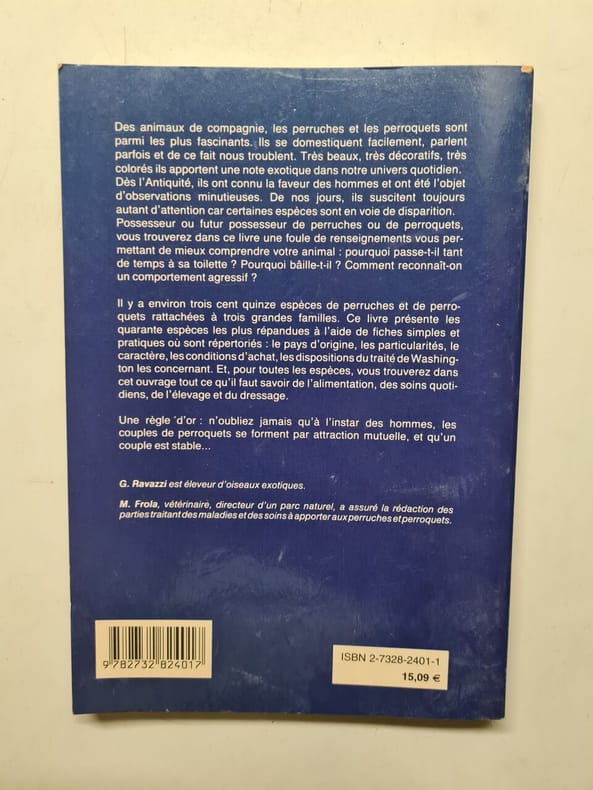 Des animaux de compagnie, les perruches et les perroquets sont
parmi les plus fascinants. Ils se domestiquent facilement, parlent
parfois et de ce fait nous troublent. Très beaux, très décoratifs, très
colorés ils apportent une note exotique dans notre univers quotidien.
Dès l'Antiquité, ils ont connu la faveur des hommes et ont été l'objet
d'observations minutieuses. De nos jours, ils suscitent toujours
autant d'attention car certaines espèces sont en voie de disparition.
Possesseur ou futur possesseur de perruches ou de perroquets,
vous trouverez dans ce livre une foule de renseignements vous per-
mettant de mieux comprendre votre animal : pourquoi passe-t-il tant
de temps à sa toilette ? Pourquoi bâille-t-il ? Comment reconnaît-on
un comportement agressif ?
Il y a environ trois cent quinze espèces de perruches et de perro-
quets rattachées à trois grandes familles. Ce livre présente les
quarante espèces les plus répandues à l'aide de fiches simples et
pratiques où sont répertoriés : le pays d'origine, les particularités, le
caractère, les conditions d'achat, les dispositions du traité de Washing-
ton les concernant. Et, pour toutes les espèces, vous trouverez dans
cet ouvrage tout ce qu'il faut savoir de l'alimentation, des soins quoti-
diens, de l'élevage et du dressage.
Une règle d'or : n'oubliez jamais qu'à l'instar des hommes, les
couples de perroquets se forment par attraction mutuelle, et qu'un
couple est stable...
G. Ravazzi est éleveur d'oiseaux exotiques.
M. Frola, vétérinaire, directeur d'un parc naturel, a assuré la rédaction des
parties traitant des maladies et des soins à apporter aux perruches et perroquets.
9 782732 824017
ISBN 2-7328-2401-1
15,09 €